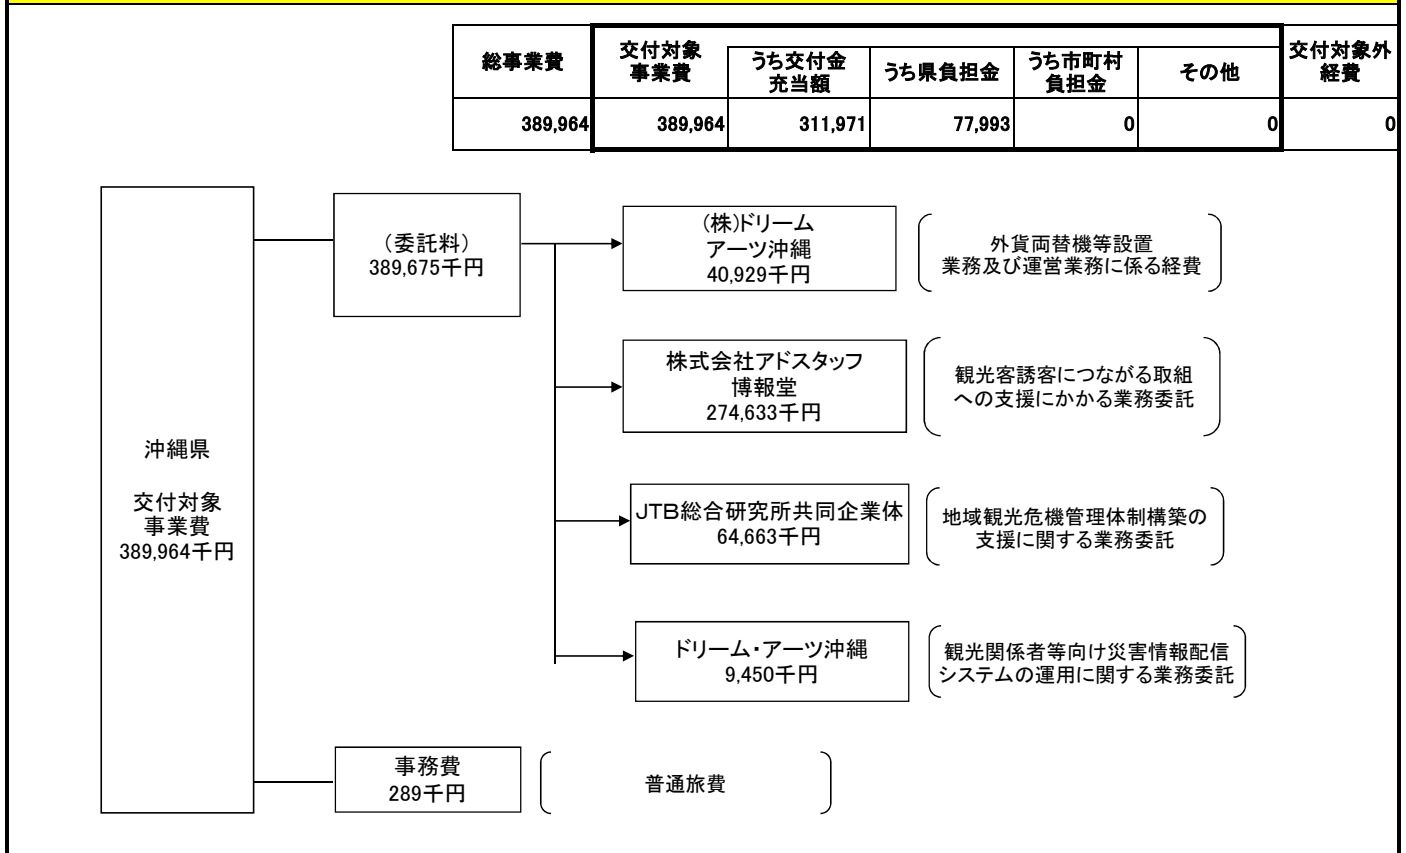 総事業費
交付対象
事業費
うち交付金
充当額
うち県負担金
うち市町村
負担金
その他
交付対象外
経費
389,964
389,964
311,971
77,993
0
0
0
沖縄県
交付対象
事業費
389,964千円
(委託料)
389,675千円
(株)ドリーム
アーツ沖縄
40,929千円
外貨両替機等設置
業務及び運営業務に係る経費
株式会社アドスタッフ
博報堂
274,633千円
観光客誘客につながる取組
への支援にかかる業務委託
JTB総合研究所共同企業体
64,663千円
地域観光危機管理体制構築の
支援に関する業務委託
ドリーム・アーツ沖縄
9,450千円
観光関係者等向け災害情報配信
システムの運用に関する業務委託
事務費
289千円
普通旅費